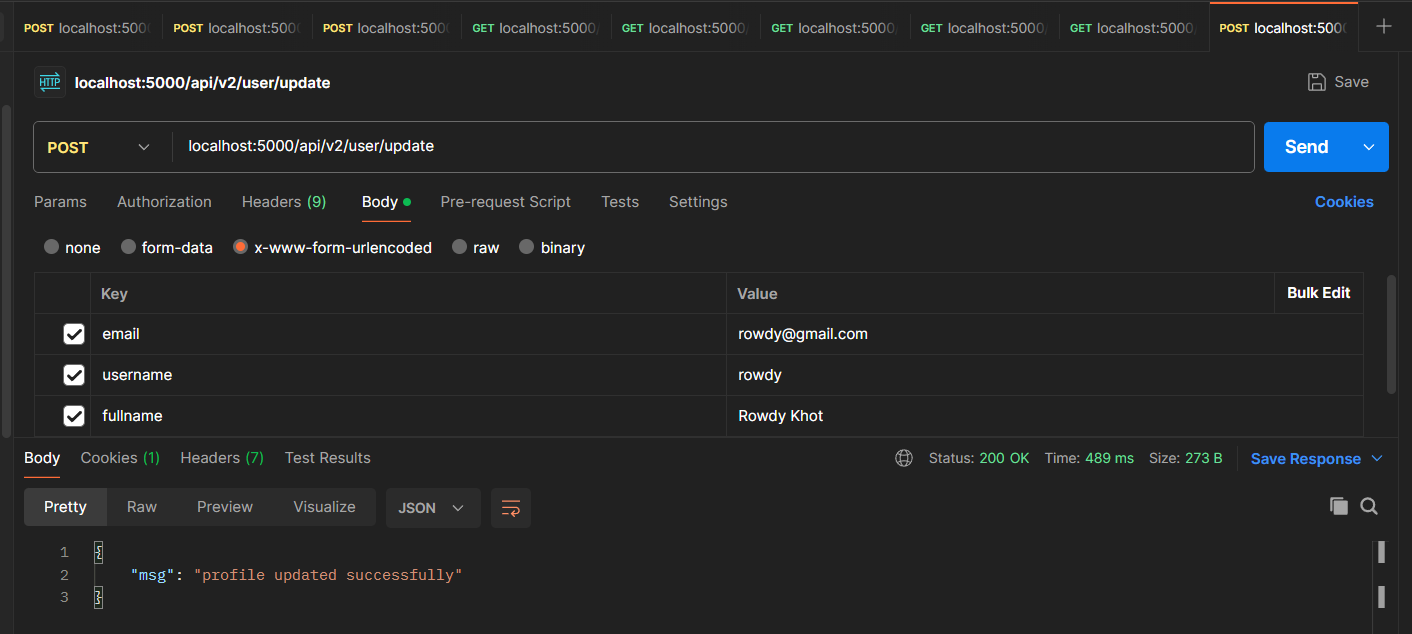 POST localhost:500 POST localhost:500 POST localhost:500 GET localhost:5000/ GET localhost:5000/ GET localhost:5000/ GET localhost:5000/ GET localhost:5000/ POST localhost:500
HTTP localhost:5000/api/v2/user/update Save
POST localhost:5000/api/v2/user/update Send
Params Authorization Headers (9) Body Pre-request Script Tests Settings Cookies
none form-data x-www-form-urlencoded raw binary
Key Value Bulk Edit
email rowdy@gmail.com
username rowdy
fullname Rowdy Khot
Body Cookies (1) Headers (7) Test Results Status: 200 OK Time: 489 ms Size: 273 B Save Response
Pretty Raw Preview Visualize JSON
1 {
2 "msg": "profile updated successfully"
3 }